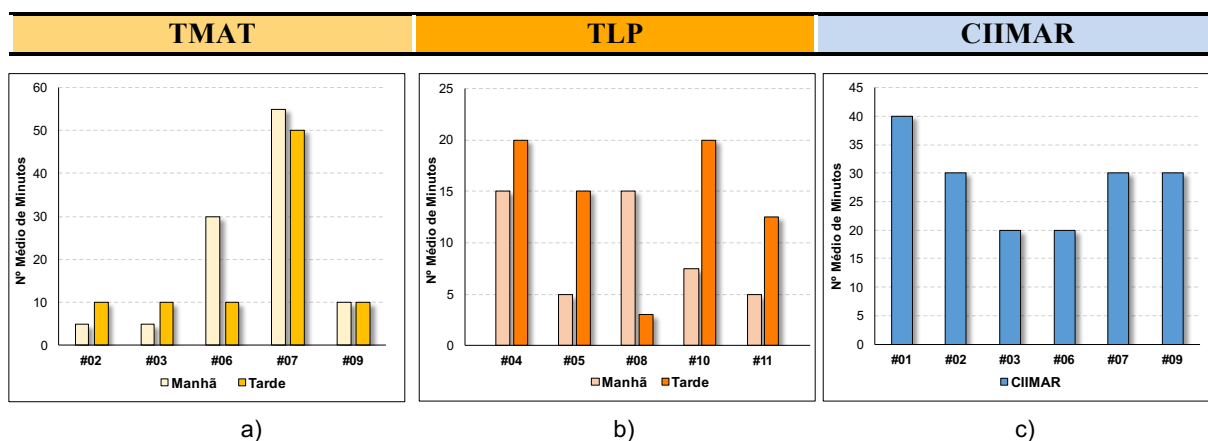 TMAT
TLP
CIIMAR
Nº Médio de Minutos
60
50
40
30
20
10
0
#02 #03 #06 #07 #09
Manhã Tarde
a)
Nº Médio de Minutos
25
20
15
10
5
0
#04 #05 #08 #10 #11
Manhã Tarde
b)
Nº Médio de Minutos
45
40
35
30
25
20
15
10
5
0
#01 #02 #03 #06 #07 #09
CIIMAR
c)